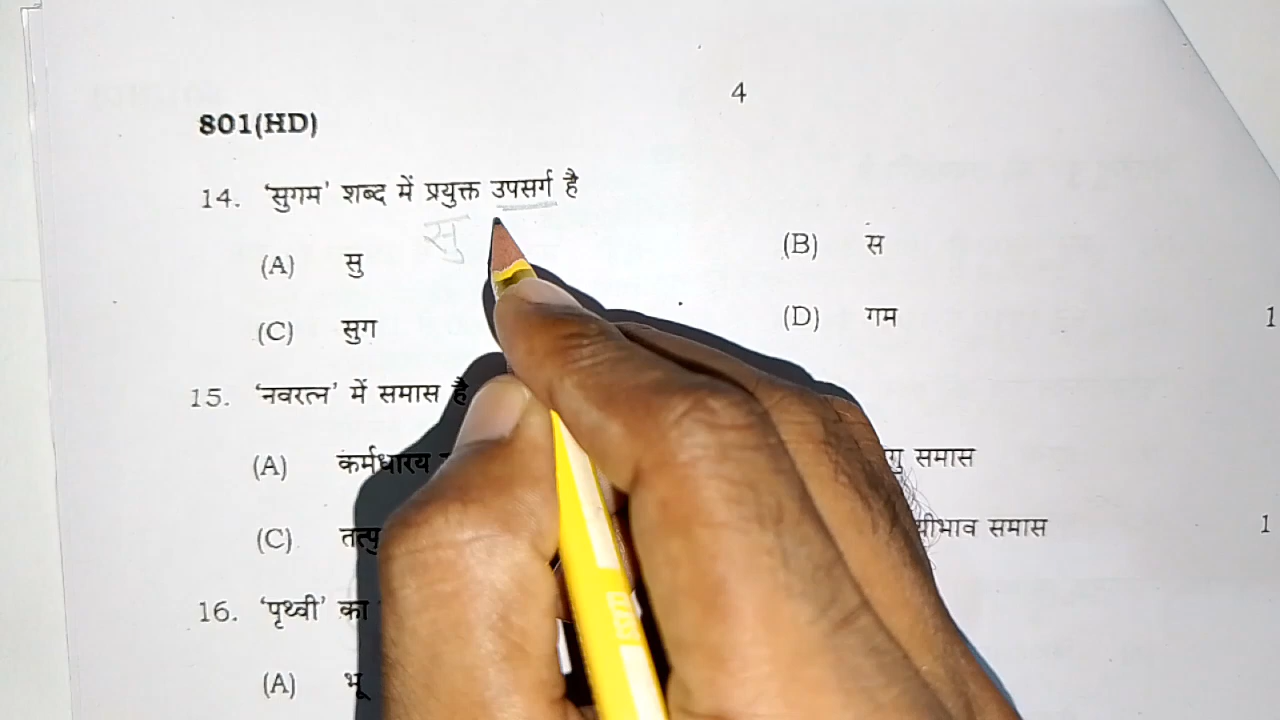 4
801(HD)
14. 'सुगम' शब्द में प्रयुक्त उपसर्ग है
सु
(A) सु (B) स
(C) सुग (D) गम 1
15. 'नवरत्न' में समास है
(A) कर्मधारय समास
(C) समास 1
16. 'पृथ्वी' का
(A) भू